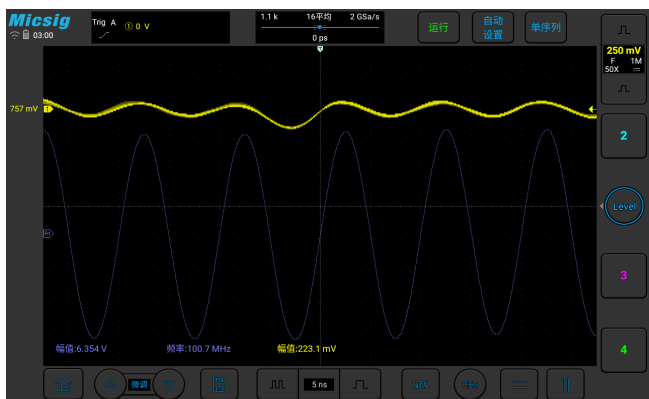 Micsig
03:00
Trig A ① 0 V
1.1 k 16平均 2 GSa/s
0 ps
运行
自动
设置
单序列
250 mV
F 1M
50X
T
757 mV
1
2
Level
R1
3
幅值:6.354 V 频率:100.7 MHz 幅值:223.1 mV
4
微调
5 ns